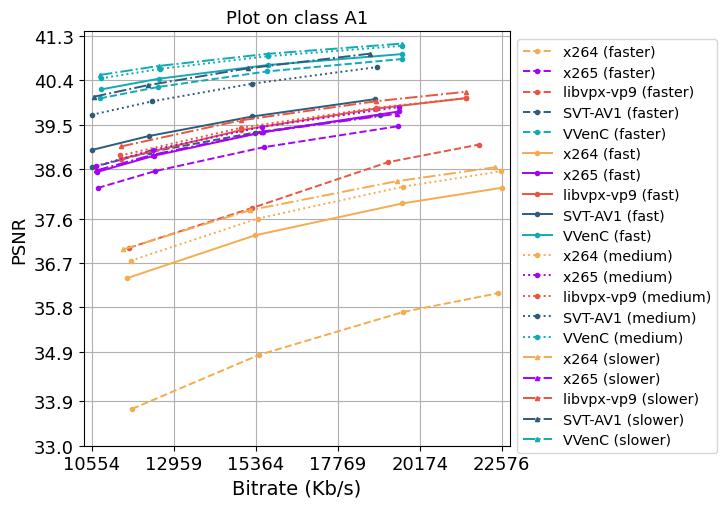 Plot on class A1
41.3
40.4
39.5
38.6
37.6
36.7
35.8
34.9
33.9
33.0
PSNR
10554 12959 15364 17769 20174 22576
Bitrate (Kb/s)
x264 (faster)
x265 (faster)
libvpx-vp9 (faster)
SVT-AV1 (faster)
VVenC (faster)
x264 (fast)
x265 (fast)
libvpx-vp9 (fast)
SVT-AV1 (fast)
VVenC (fast)
x264 (medium)
x265 (medium)
libvpx-vp9 (medium)
SVT-AV1 (medium)
VVenC (medium)
x264 (slower)
x265 (slower)
libvpx-vp9 (slower)
SVT-AV1 (slower)
VVenC (slower)